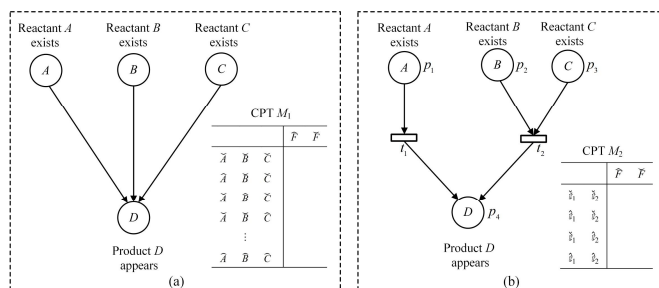 Reactant A exists
Reactant B exists
Reactant C exists
A
B
C
D
Product D appears
CPT M₁
F̃ F̃
Ã B̃ C̃
Ã B̃ C̃
Ã B̃ C̃
Ã B̃ C̃
⋮
Ã B̃ C̃
(a)
Reactant A exists
Reactant B exists
Reactant C exists
A p₁
B p₂
C p₃
t₁
t₂
D p₄
Product D appears
CPT M₂
F̃ F̃
(b)